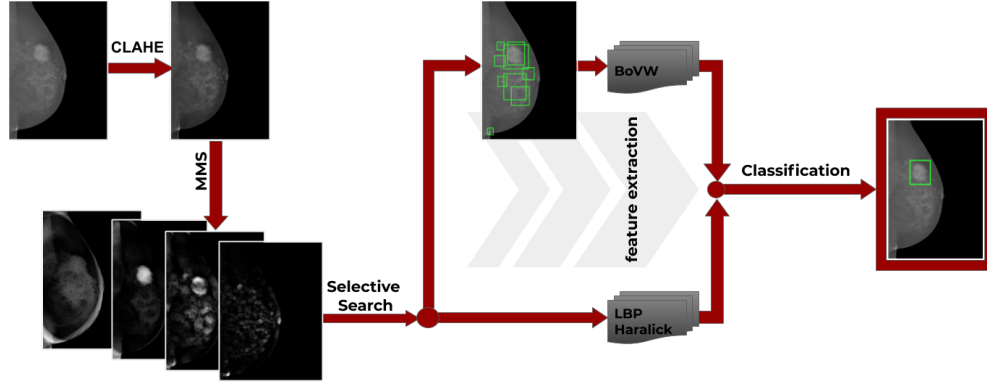 CLAHE
MMS
Selective
Search
BoVW
feature extraction
LBP
Haralick
Classification